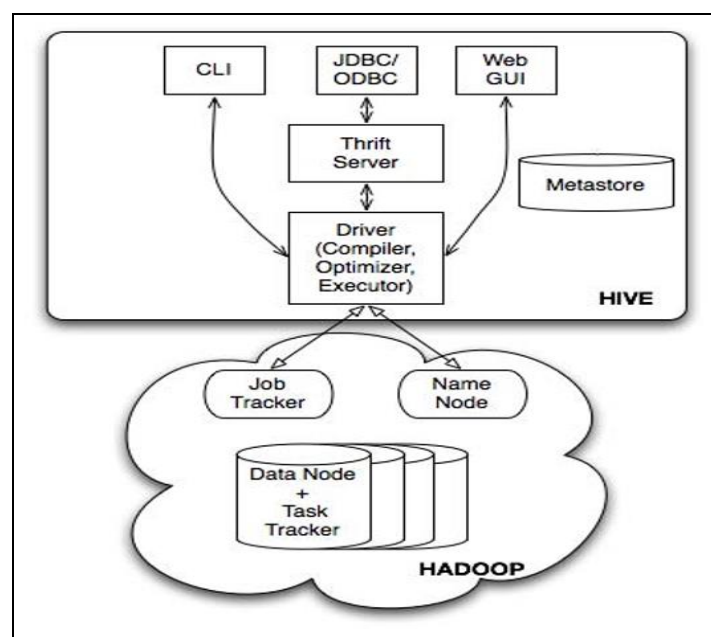 CLI
JDBC/
ODBC
Web
GUI
Thrift
Server
Metastore
Driver
(Compiler,
Optimizer,
Executor)
HIVE
Job
Tracker
Name
Node
Data Node
+
Task
Tracker
HADOOP